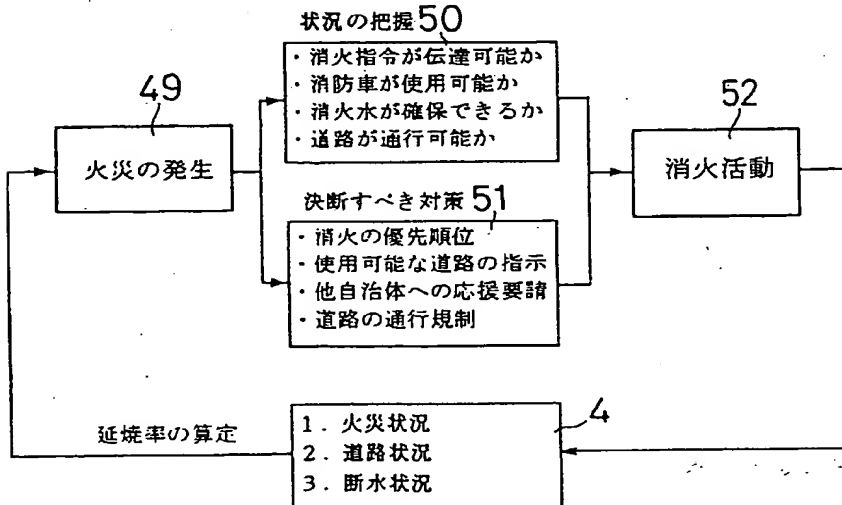 状況の把握 50
・消火指令が伝達可能か
・消防車が使用可能か
・消火水が確保できるか
・道路が通行可能か
49
火災の発生
52
消火活動
決断すべき対策 51
・消火の優先順位
・使用可能な道路の指示
・他自治体への応援要請
・道路の通行規制
延焼率の算定
4
1. 火災状況
2. 道路状況
3. 断水状況